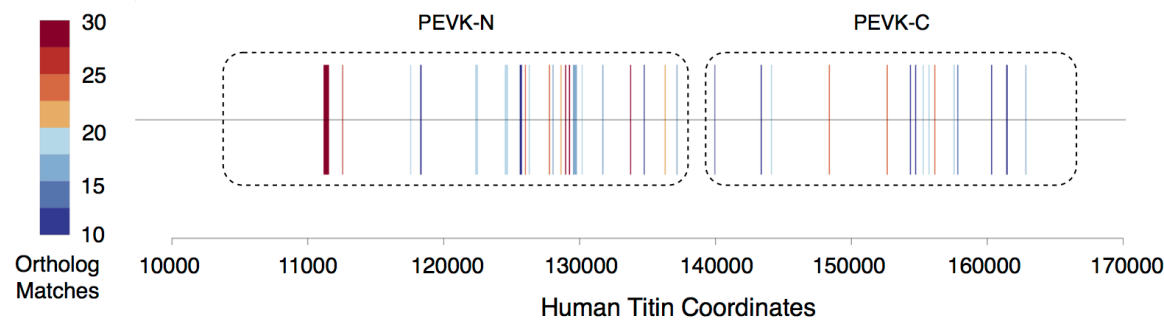 PEVK-N PEVK-C
30
25
20
15
10
Ortholog
Matches
10000 11000 120000 130000 140000 150000 160000 170000
Human Titin Coordinates